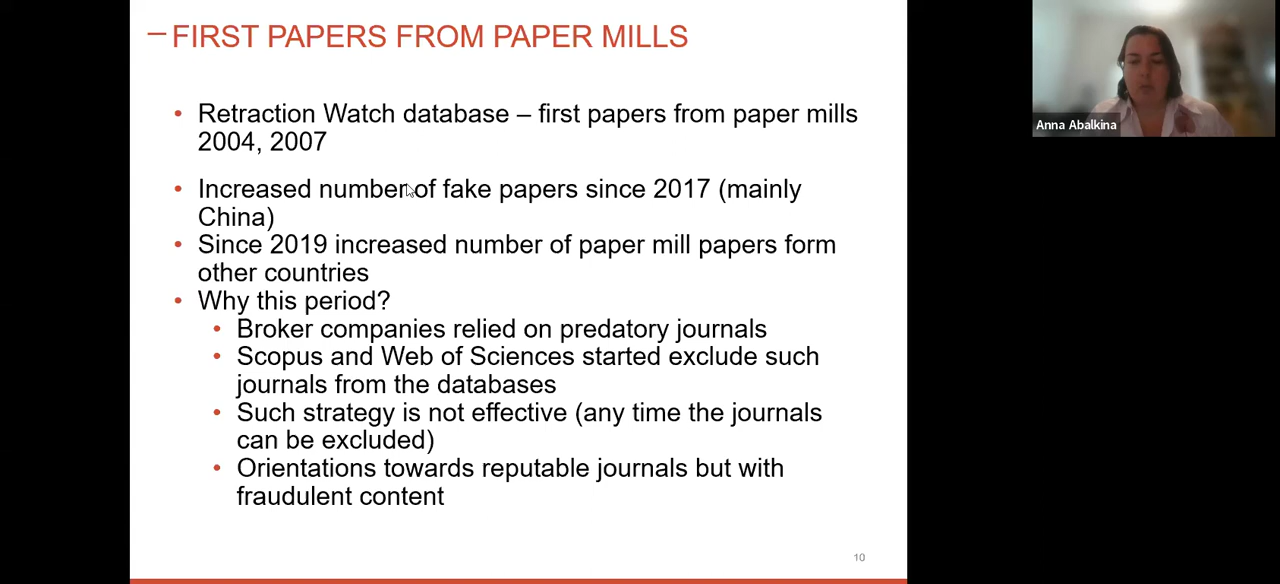 – FIRST PAPERS FROM PAPER MILLS
• Retraction Watch database – first papers from paper mills
2004, 2007
• Increased number of fake papers since 2017 (mainly
China)
• Since 2019 increased number of paper mill papers form
other countries
• Why this period?
• Broker companies relied on predatory journals
• Scopus and Web of Sciences started exclude such
journals from the databases
• Such strategy is not effective (any time the journals
can be excluded)
• Orientations towards reputable journals but with
fraudulent content
10
Anna Abalkina